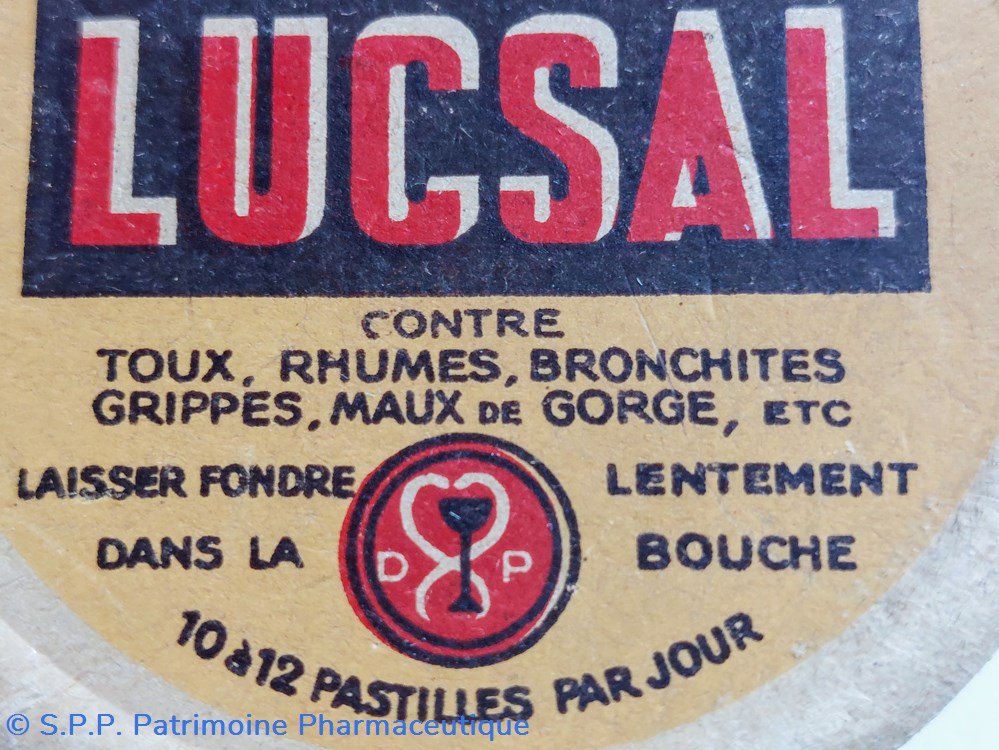 LUCSAL
CONTRE
TOUX, RHUMES, BRONCHITES
GRIPPES, MAUX DE GORGE, ETC
LAISSER FONDRE LENTEMENT
DANS LA BOUCHE
D P
10 à 12 PASTILLES PAR JOUR
© S.P.P. Patrimoine Pharmaceutique